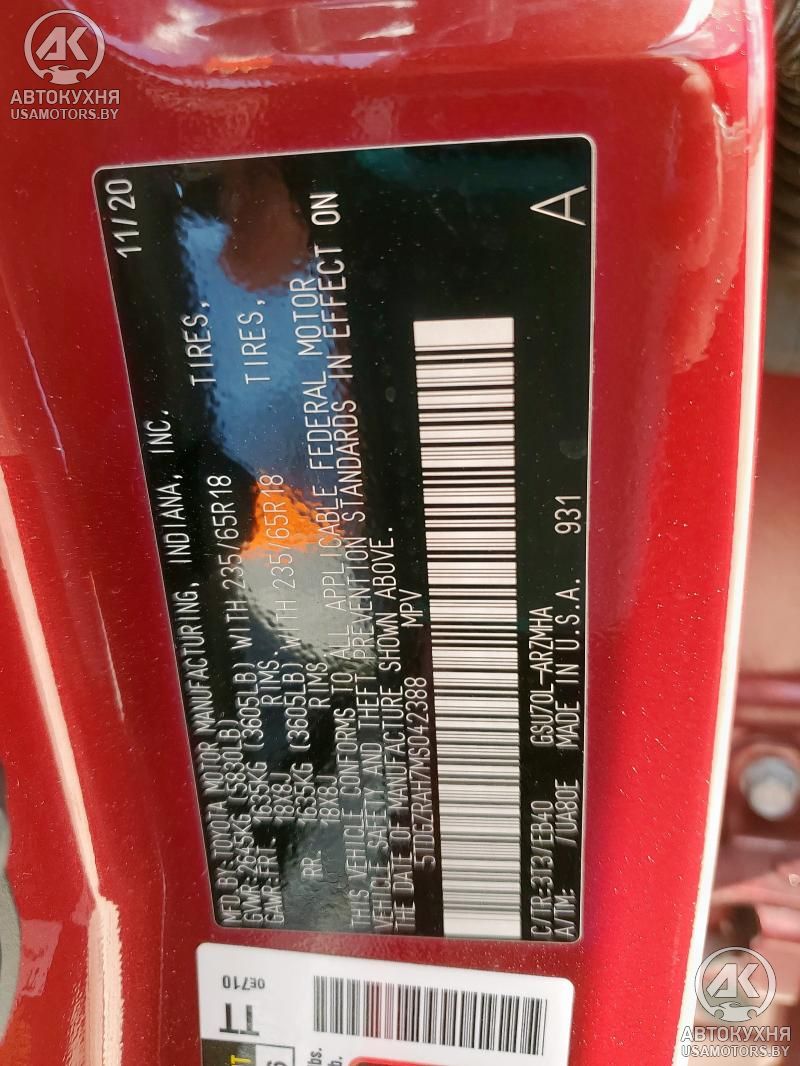 АК
АВТОКУХНЯ
USAMOTORS.BY
MFD BY: TOYOTA MOTOR MANUFACTURING, INDIANA, INC. 11/20
GVWR:2645KG (5830LB)
GAWR:FRT. 1635KG (3605LB) WITH 235/65R18 TIRES,
18X8J RIMS.
RR. 1635KG (3605LB) WITH 235/65R18 TIRES,
18X8J RIMS.
THIS VEHICLE CONFORMS TO ALL APPLICABLE FEDERAL MOTOR
VEHICLE SAFETY AND THEFT PREVENTION STANDARDS IN EFFECT ON
THE DATE OF MANUFACTURE SHOWN ABOVE.
5TDGZRAH7MS042388 MPV
C/TR:3T3/FB40 GSU70L-ARZMHA
A/TM: /UA80E MADE IN U.S.A. 931 A
0E710
TT
lbs.
АК
АВТОКУХНЯ
USAMOTORS.BY